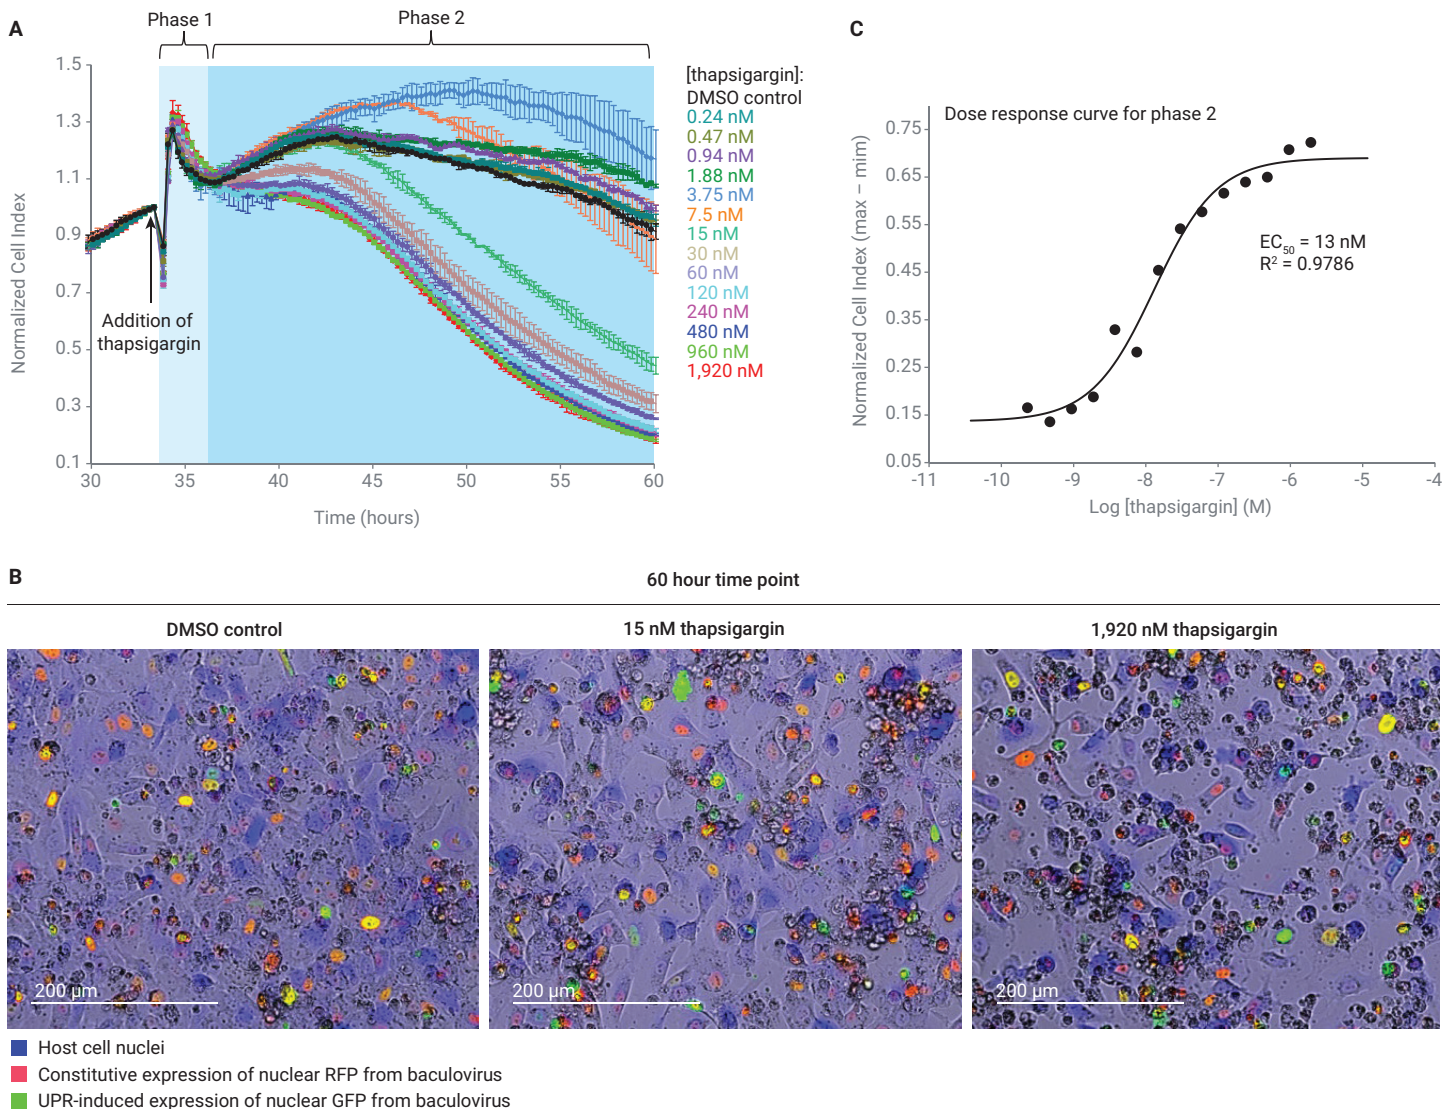 A
Phase 1
Phase 2
1.5
1.3
1.1
0.9
0.7
0.5
0.3
0.1
Normalized Cell Index
30
35
40
45
50
55
60
Time (hours)
Addition of
thapsigargin
[thapsigargin]:
DMSO control
0.24 nM
0.47 nM
0.94 nM
1.88 nM
3.75 nM
7.5 nM
15 nM
30 nM
60 nM
120 nM
240 nM
480 nM
960 nM
1,920 nM
C
Dose response curve for phase 2
0.75
0.65
0.55
0.45
0.35
0.25
0.15
0.05
Normalized Cell Index (max – mim)
EC50 = 13 nM
R2 = 0.9786
-11
-10
-9
-8
-7
-6
-5
-4
Log [thapsigargin] (M)
B
60 hour time point
DMSO control
15 nM thapsigargin
1,920 nM thapsigargin
200 µm
200 µm
200 µm
Host cell nuclei
Constitutive expression of nuclear RFP from baculovirus
UPR-induced expression of nuclear GFP from baculovirus